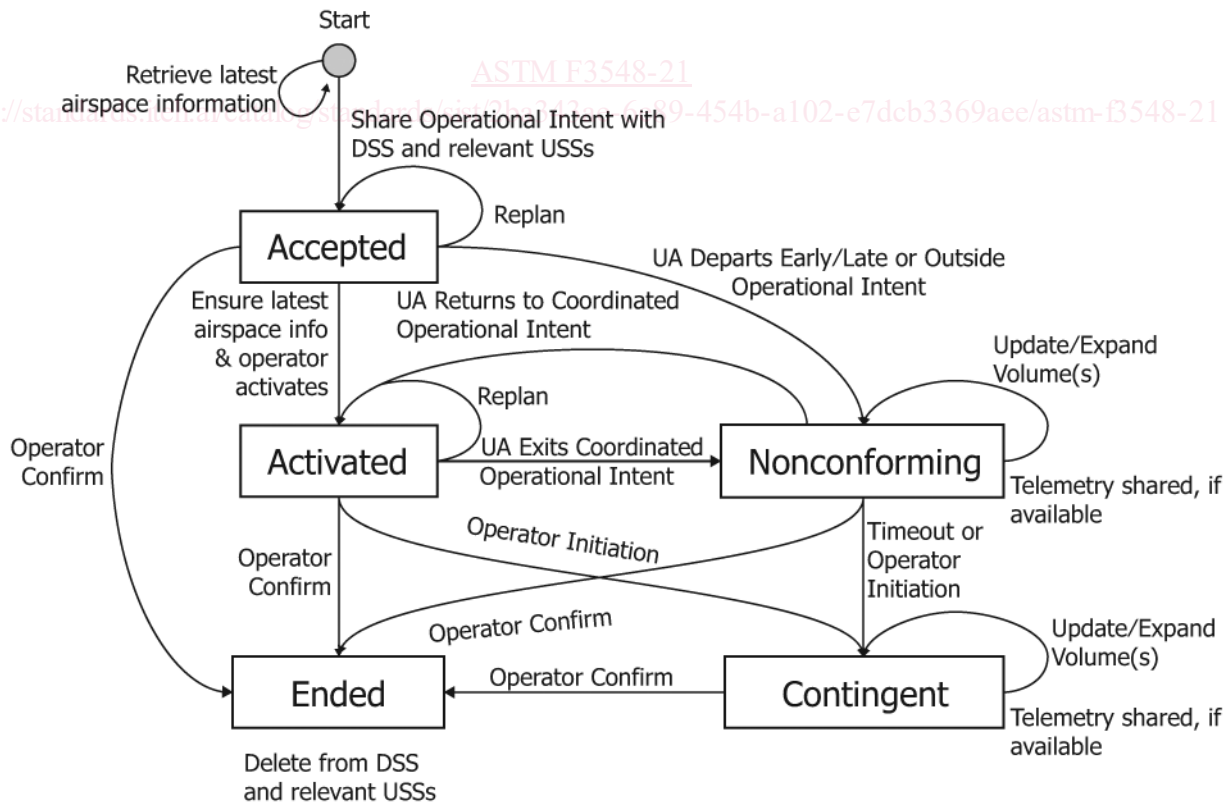 Start
ASTM F3548-21
Retrieve latest
airspace information
Share Operational Intent with
DSS and relevant USSs
Replan
Accepted
UA Departs Early/Late or Outside
Operational Intent
Ensure latest
airspace info
& operator
activates
UA Returns to Coordinated
Operational Intent
Update/Expand
Volume(s)
Replan
Operator
Confirm
Activated
UA Exits Coordinated
Operational Intent
Nonconforming
Telemetry shared, if
available
Operator Initiation
Timeout or
Operator
Initiation
Operator
Confirm
Operator Confirm
Update/Expand
Volume(s)
Ended
Operator Confirm
Contingent
Telemetry shared, if
available
Delete from DSS
and relevant USSs